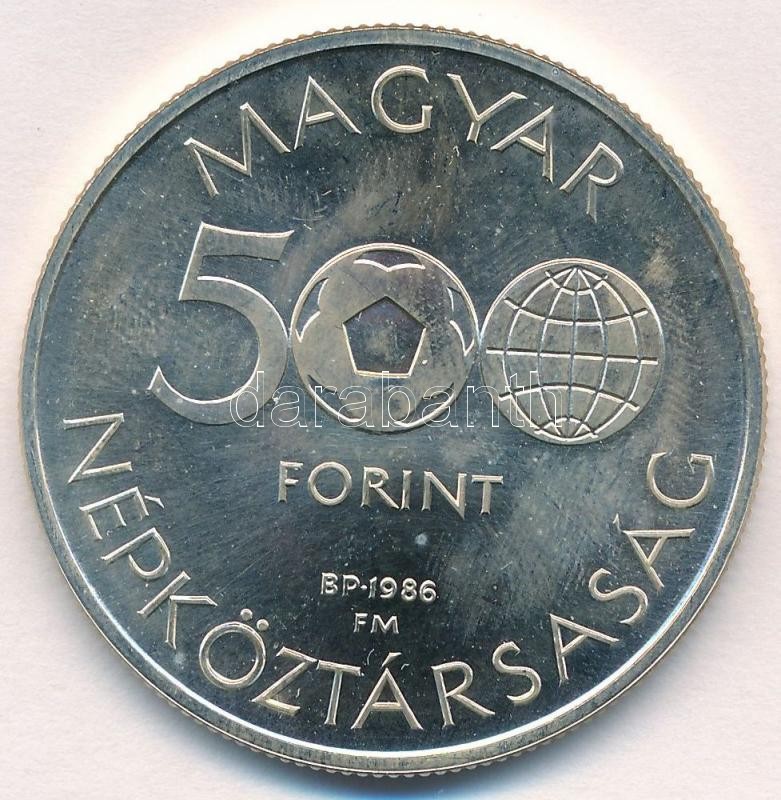 MAGYAR
500
FORINT
BP·1986
FM
NÉPKÖZTÁRSASÁG
darabanth